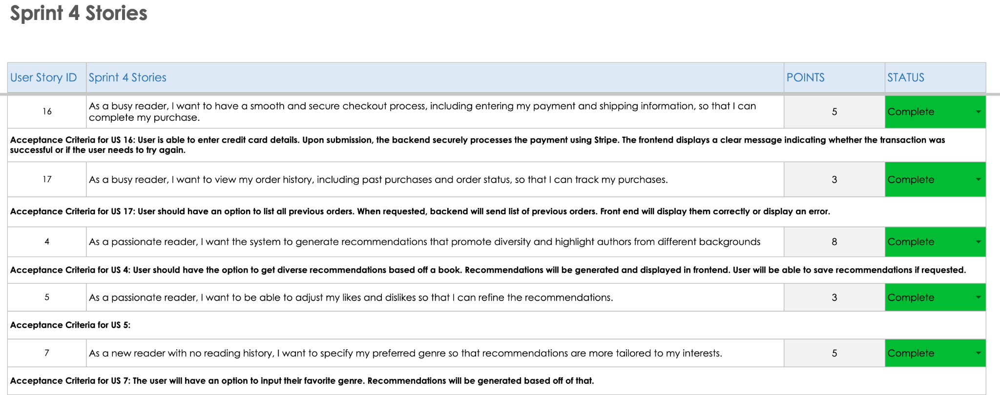 Sprint 4 Stories
User Story ID Sprint 4 Stories POINTS STATUS
16 As a busy reader, I want to have a smooth and secure checkout process, including entering my payment and shipping information, so that I can 5 Complete
complete my purchase.
Acceptance Criteria for US 16: User is able to enter credit card details. Upon submission, the backend securely processes the payment using Stripe. The frontend displays a clear message indicating whether the transaction was
successful or if the user needs to try again.
17 As a busy reader, I want to view my order history, including past purchases and order status, so that I can track my purchases. 3 Complete
Acceptance Criteria for US 17: User should have an option to list all previous orders. When requested, backend will send list of previous orders. Front end will display them correctly or display an error.
4 As a passionate reader, I want the system to generate recommendations that promote diversity and highlight authors from different backgrounds 8 Complete
Acceptance Criteria for US 4: User should have the option to get diverse recommendations based off a book. Recommendations will be generated and displayed in frontend. User will be able to save recommendations if requested.
5 As a passionate reader, I want to be able to adjust my likes and dislikes so that I can refine the recommendations. 3 Complete
Acceptance Criteria for US 5:
7 As a new reader with no reading history, I want to specify my preferred genre so that recommendations are more tailored to my interests. 5 Complete
Acceptance Criteria for US 7: The user will have an option to input their favorite genre. Recommendations will be generated based off of that.